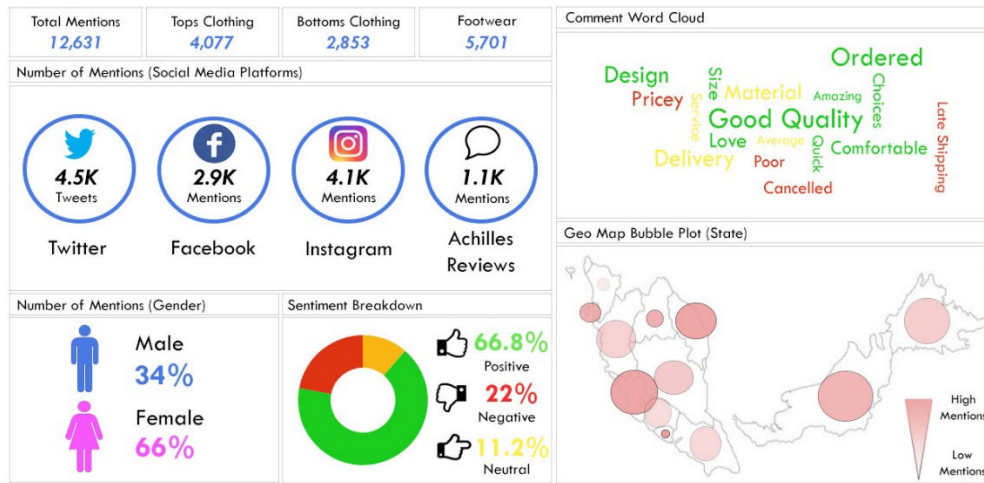 Total Mentions
12,631
Tops Clothing
4,077
Bottoms Clothing
2,853
Footwear
5,701
Number of Mentions (Social Media Platforms)
4.5K
Tweets
Twitter
2.9K
Mentions
Facebook
4.1K
Mentions
Instagram
1.1K
Mentions
Achilles
Reviews
Number of Mentions (Gender)
Male
34%
Female
66%
Sentiment Breakdown
66.8%
Positive
22%
Negative
11.2%
Neutral
Comment Word Cloud
Ordered
Design
Size
Pricey
Service
Material
Amazing
Choices
Good Quality
Late Shipping
Love
Average
Quick
Comfortable
Delivery
Poor
Cancelled
Geo Map Bubble Plot (State)
High
Mentions
Low
Mentions